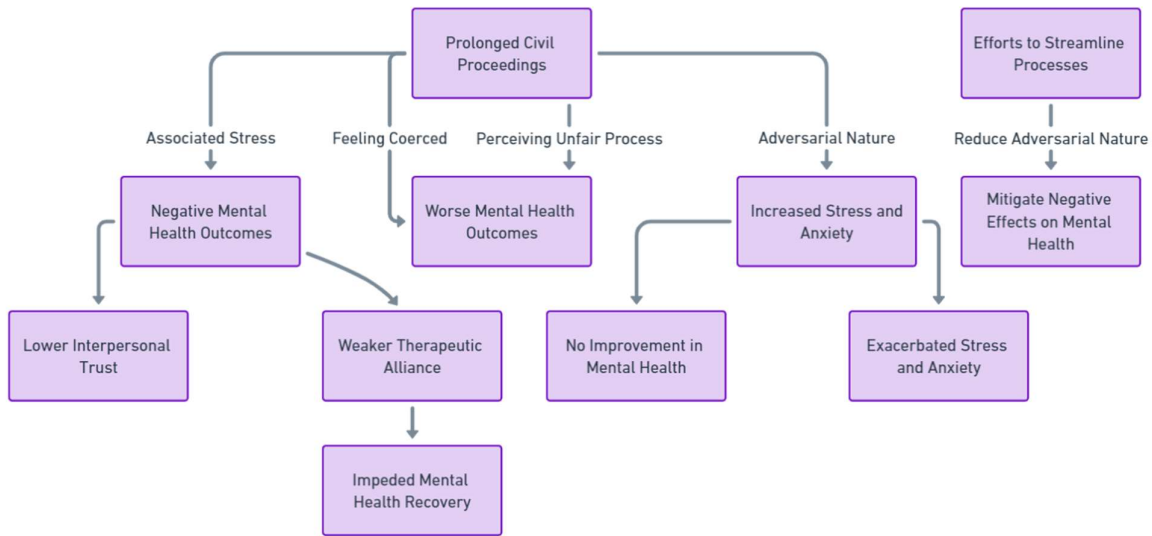 Prolonged Civil
Proceedings
Efforts to Streamline
Processes
Associated Stress
Feeling Coerced
Perceiving Unfair Process
Adversarial Nature
Reduce Adversarial Nature
Negative Mental
Health Outcomes
Worse Mental Health
Outcomes
Increased Stress and
Anxiety
Mitigate Negative
Effects on Mental
Health
Lower Interpersonal
Trust
Weaker Therapeutic
Alliance
No Improvement in
Mental Health
Exacerbated Stress
and Anxiety
Impeded Mental
Health Recovery